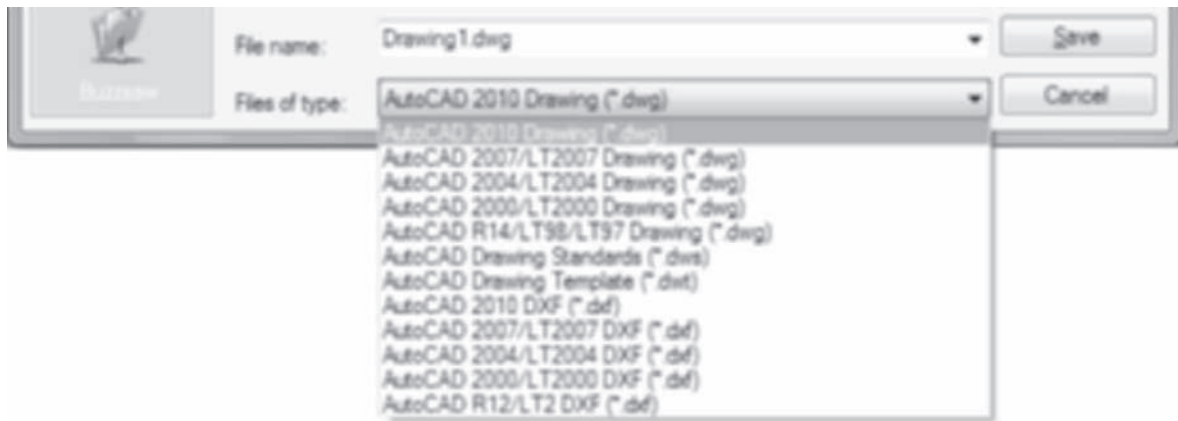 File name:
Drawing1.dwg
Save
Buzzsaw
Files of type:
AutoCAD 2010 Drawing (*.dwg)
Cancel
AutoCAD 2010 Drawing (*.dwg)
AutoCAD 2007/LT2007 Drawing (*.dwg)
AutoCAD 2004/LT2004 Drawing (*.dwg)
AutoCAD 2000/LT2000 Drawing (*.dwg)
AutoCAD R14/LT98/LT97 Drawing (*.dwg)
AutoCAD Drawing Standards (*.dws)
AutoCAD Drawing Template (*.dwt)
AutoCAD 2010 DXF (*.dxf)
AutoCAD 2007/LT2007 DXF (*.dxf)
AutoCAD 2004/LT2004 DXF (*.dxf)
AutoCAD 2000/LT2000 DXF (*.dxf)
AutoCAD R12/LT2 DXF (*.dxf)